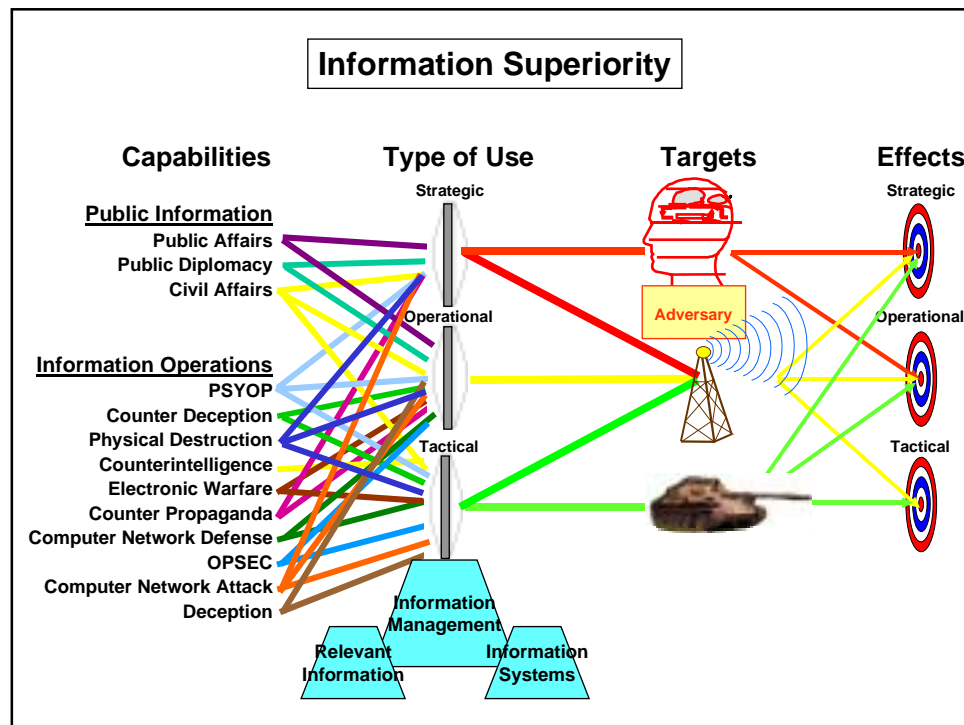 Information Superiority
Capabilities
Type of Use
Targets
Effects
Strategic
Strategic
Public Information
Public Affairs
Public Diplomacy
Civil Affairs
Adversary
Operational
Operational
Information Operations
PSYOP
Counter Deception
Physical Destruction
Tactical
Tactical
Counterintelligence
Electronic Warfare
Counter Propaganda
Computer Network Defense
OPSEC
Computer Network Attack
Deception
Information
Management
Relevant
Information
Information
Systems